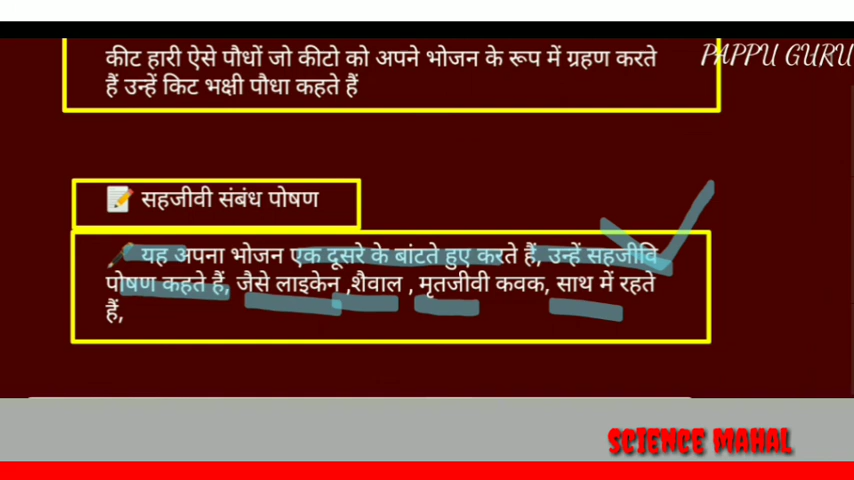 कीट हारी ऐसे पौधों जो कीटो को अपने भोजन के रूप में ग्रहण करते
हैं उन्हें किट भक्षी पौधा कहते हैं
PAPPU GURU
सहजीवी संबंध पोषण
यह अपना भोजन एक दूसरे के बांटते हुए करते हैं, उन्हें सहजीवि
पोषण कहते हैं, जैसे लाइकेन ,शैवाल , मृतजीवी कवक, साथ में रहते
हैं,
SCIENCE MAHAL